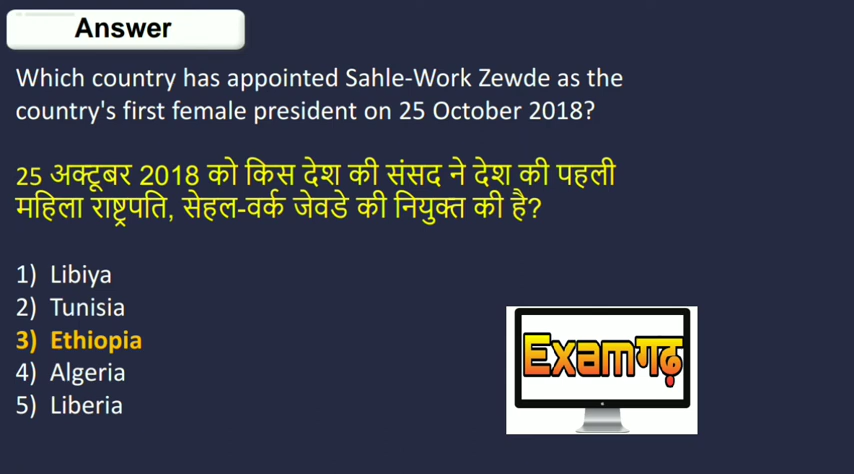 Answer
Which country has appointed Sahle-Work Zewde as the
country's first female president on 25 October 2018?
25 अक्टूबर 2018 को किस देश की संसद ने देश की पहली
महिला राष्ट्रपति, सेहल-वर्क जेवडे की नियुक्त की है?
1) Libiya
2) Tunisia
3) Ethiopia
4) Algeria
5) Liberia
Examगढ़